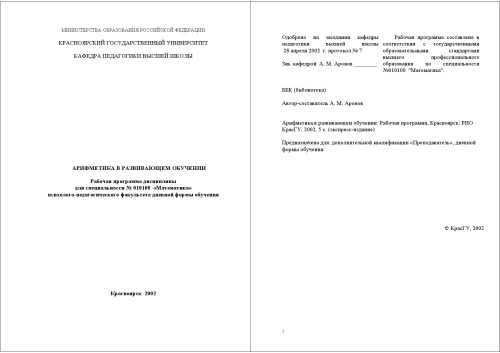 МИНИСТЕРСТВА ОБРАЗОВАНИЯ РОССИЙСКОЙ ФЕДЕРАЦИИ
КРАСНОЯРСКИЙ ГОСУДАРСТВЕННЫЙ УНИВЕРСИТЕТ
КАФЕДРА ПЕДАГОГИКИ ВЫСШЕЙ ШКОЛЫ
АРИФМЕТИКА В РАЗВИВАЮЩЕМ ОБУЧЕНИИ
Рабочая программа дисциплины
для специальности № 010100 «Математика»
психолого-педагогического факультета дневной формы обучения
Красноярск 2002
Одобрено на заседании кафедры
педагогики высшей школы
28 апреля 2002 г. протокол № 7
Зав. кафедрой А. М. Аронов ________
Рабочая программа составлена в
соответствии с государственными
образовательными стандартами
высшего профессионального
образования по специальности
№010100 "Математика".
ББК (библиотека)
Автор-составитель А. М. Аронов
Арифметика в развивающем обучении: Рабочая программа, Красноярск: РИО
КрасГУ, 2002. 5 с. (экспресс-издание)
Предназначена для дополнительной квалификации «Преподаватель», дневной
формы обучения.
© КрасГУ, 2002
2